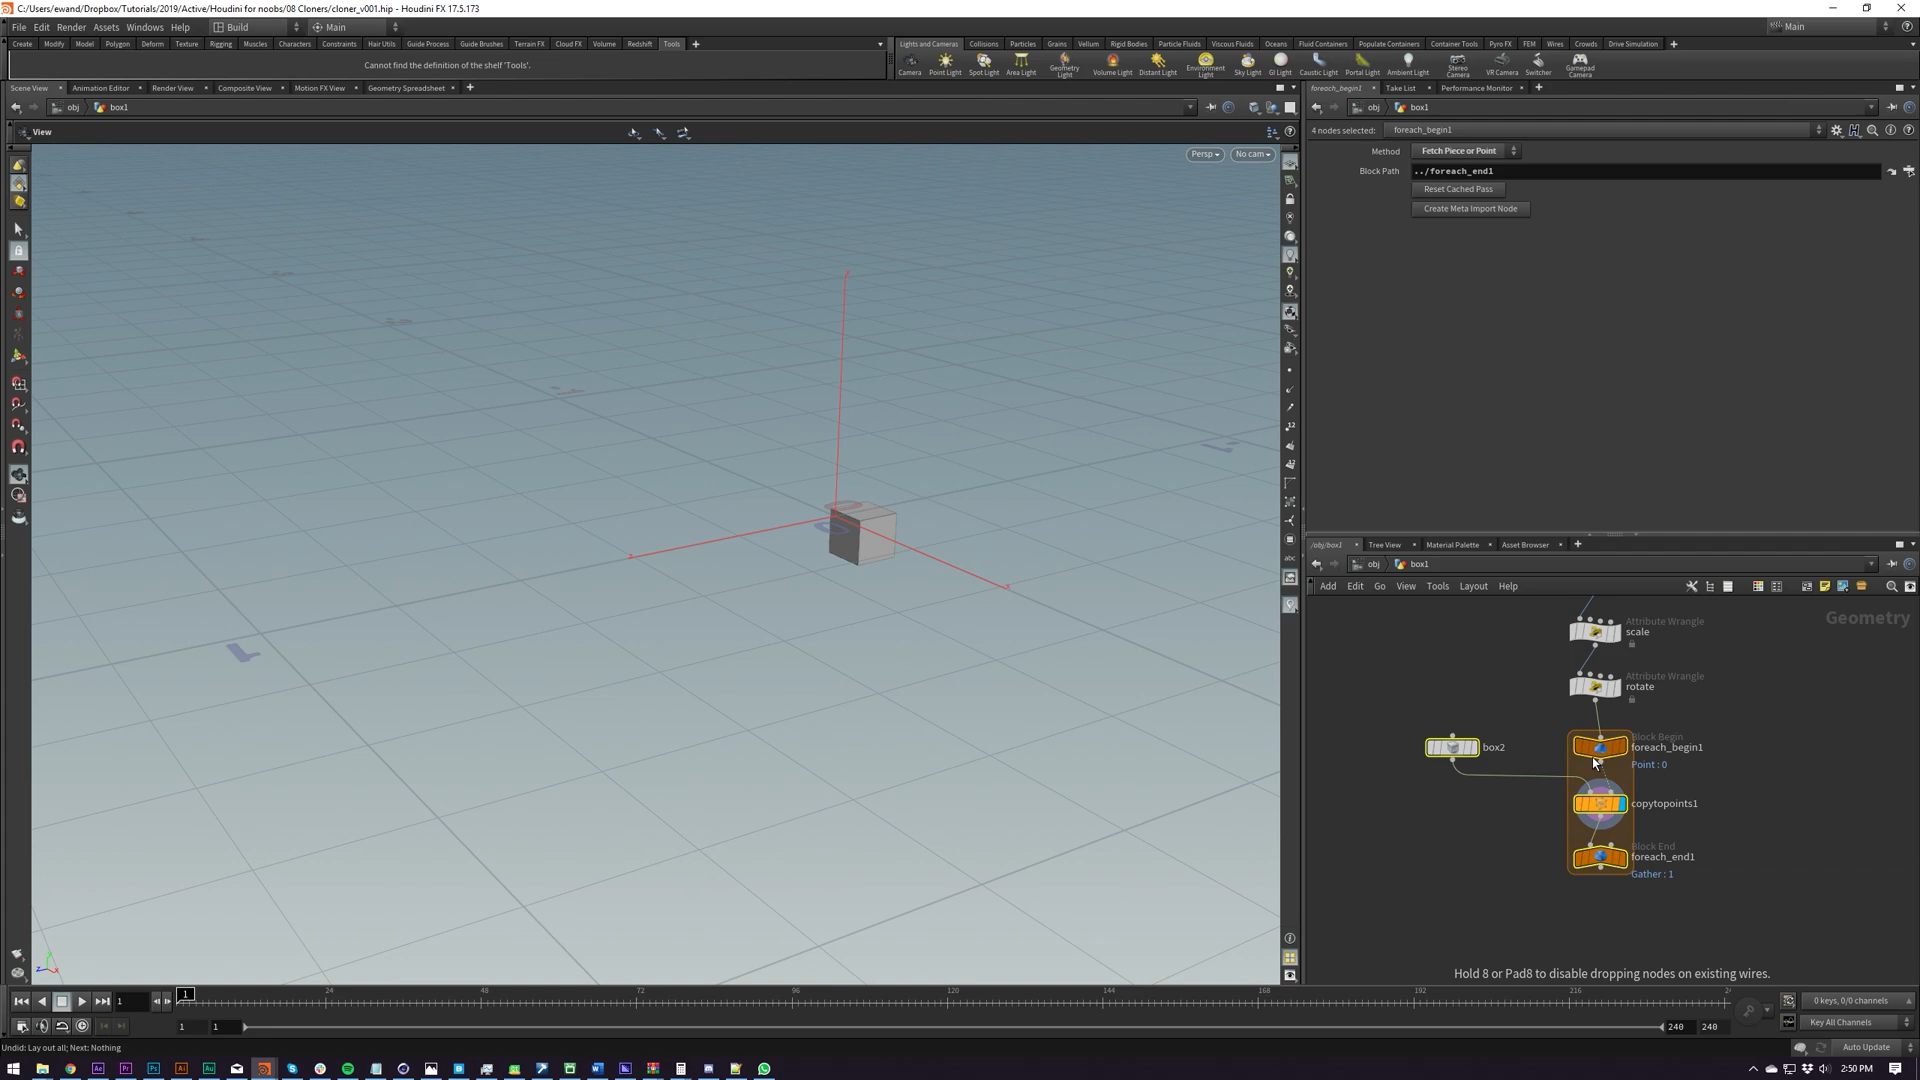 C:/Users/ewand/Dropbox/Tutorials/2019/Active/Houdini for noobs/08 Cloners/cloner_v001.hip - Houdini FX 17.5.173
File Edit Render Assets Windows Help Build Main Main
Create Modify Model Polygon Deform Texture Rigging Muscles Characters Constraints Hair Utils Guide Process Guide Brushes Terrain FX Cloud FX Volume Redshift Tools
Lights and Cameras Collisions Particles Grains Vellum Rigid Bodies Particle Fluids Viscous Fluids Oceans Fluid Containers Populate Containers Container Tools Pyro FX FEM Wires Crowds Drive Simulation
Cannot find the definition of the shelf 'Tools'.
Camera Point Light Spot Light Area Light Geometry Light Volume Light Distant Light Environment Light Sky Light GI Light Caustic Light Portal Light Ambient Light Stereo Camera VR Camera Switcher Gamepad Camera
Scene View Animation Editor Render View Composite View Motion FX View Geometry Spreadsheet
foreach_begin1 Take List Performance Monitor
obj box1
obj box1
View
4 nodes selected: foreach_begin1
Persp No cam
Method Fetch Piece or Point
Block Path ../foreach_end1
Reset Cached Pass
Create Meta Import Node
/obj/box1 Tree View Material Palette Asset Browser
obj box1
Add Edit Go View Tools Layout Help
Geometry
Attribute Wrangle
scale
Attribute Wrangle
rotate
Block Begin
foreach_begin1
Point : 0
box2
copytopoints1
Block End
foreach_end1
Gather : 1
Hold 8 or Pad8 to disable dropping nodes on existing wires.
1 1 24 48 72 96 120 144 168 192 216
0 keys, 0/0 channels
1 1 240 240
Key All Channels
Undid: Lay out all; Next: Nothing
Auto Update
2:50 PM